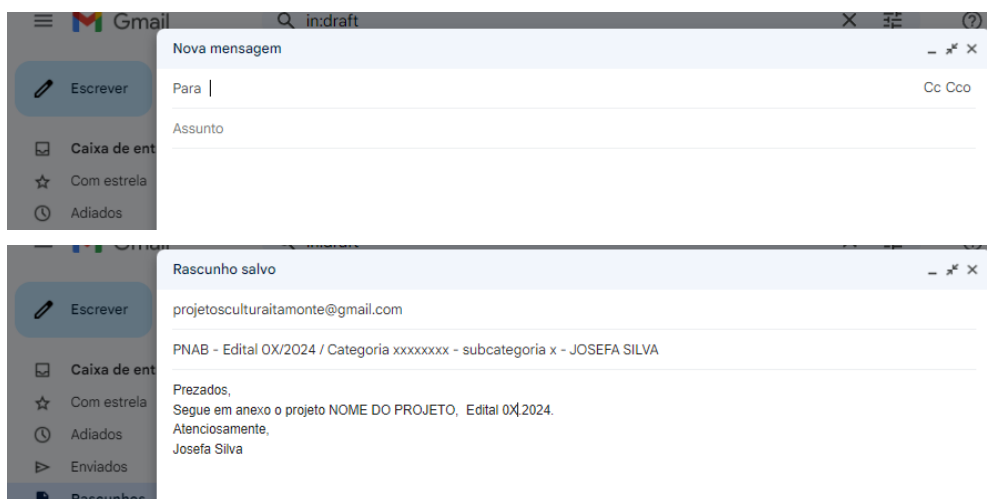 Gmail
in:draft
Nova mensagem
Escrever
Para
Cc Cco
Assunto
Caixa de ent
Com estrela
Adiados
Rascunho salvo
Escrever
projetosculturaitamonte@gmail.com
PNAB - Edital 0X/2024 / Categoria xxxxxxxx - subcategoria x - JOSEFA SILVA
Caixa de ent
Prezados,
Com estrela
Segue em anexo o projeto NOME DO PROJETO, Edital 0X.2024.
Adiados
Atenciosamente,
Josefa Silva
Enviados
Rascunhos